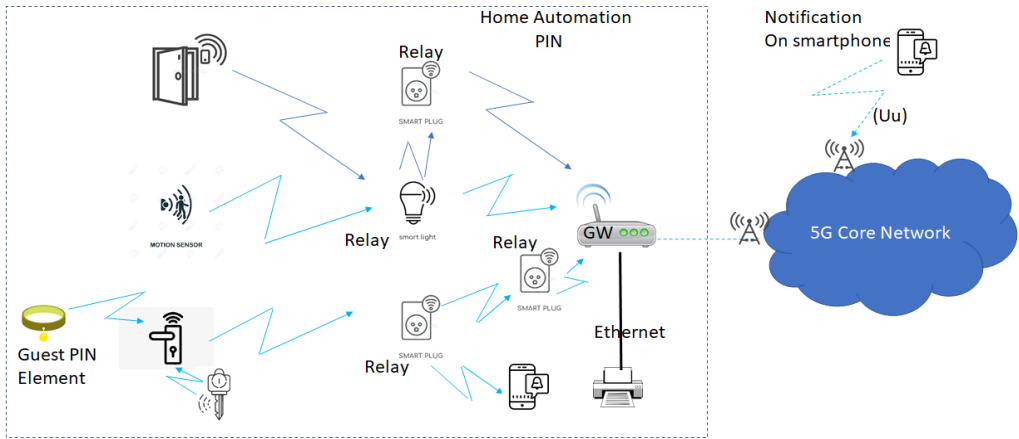 Home Automation
PIN
Notification
On smartphone
Relay
SMART PLUG
(Uu)
MOTION SENSOR
Relay
smart light
GW
5G Core Network
Relay
SMART PLUG
Guest PIN
Element
SMART PLUG
Relay
Ethernet